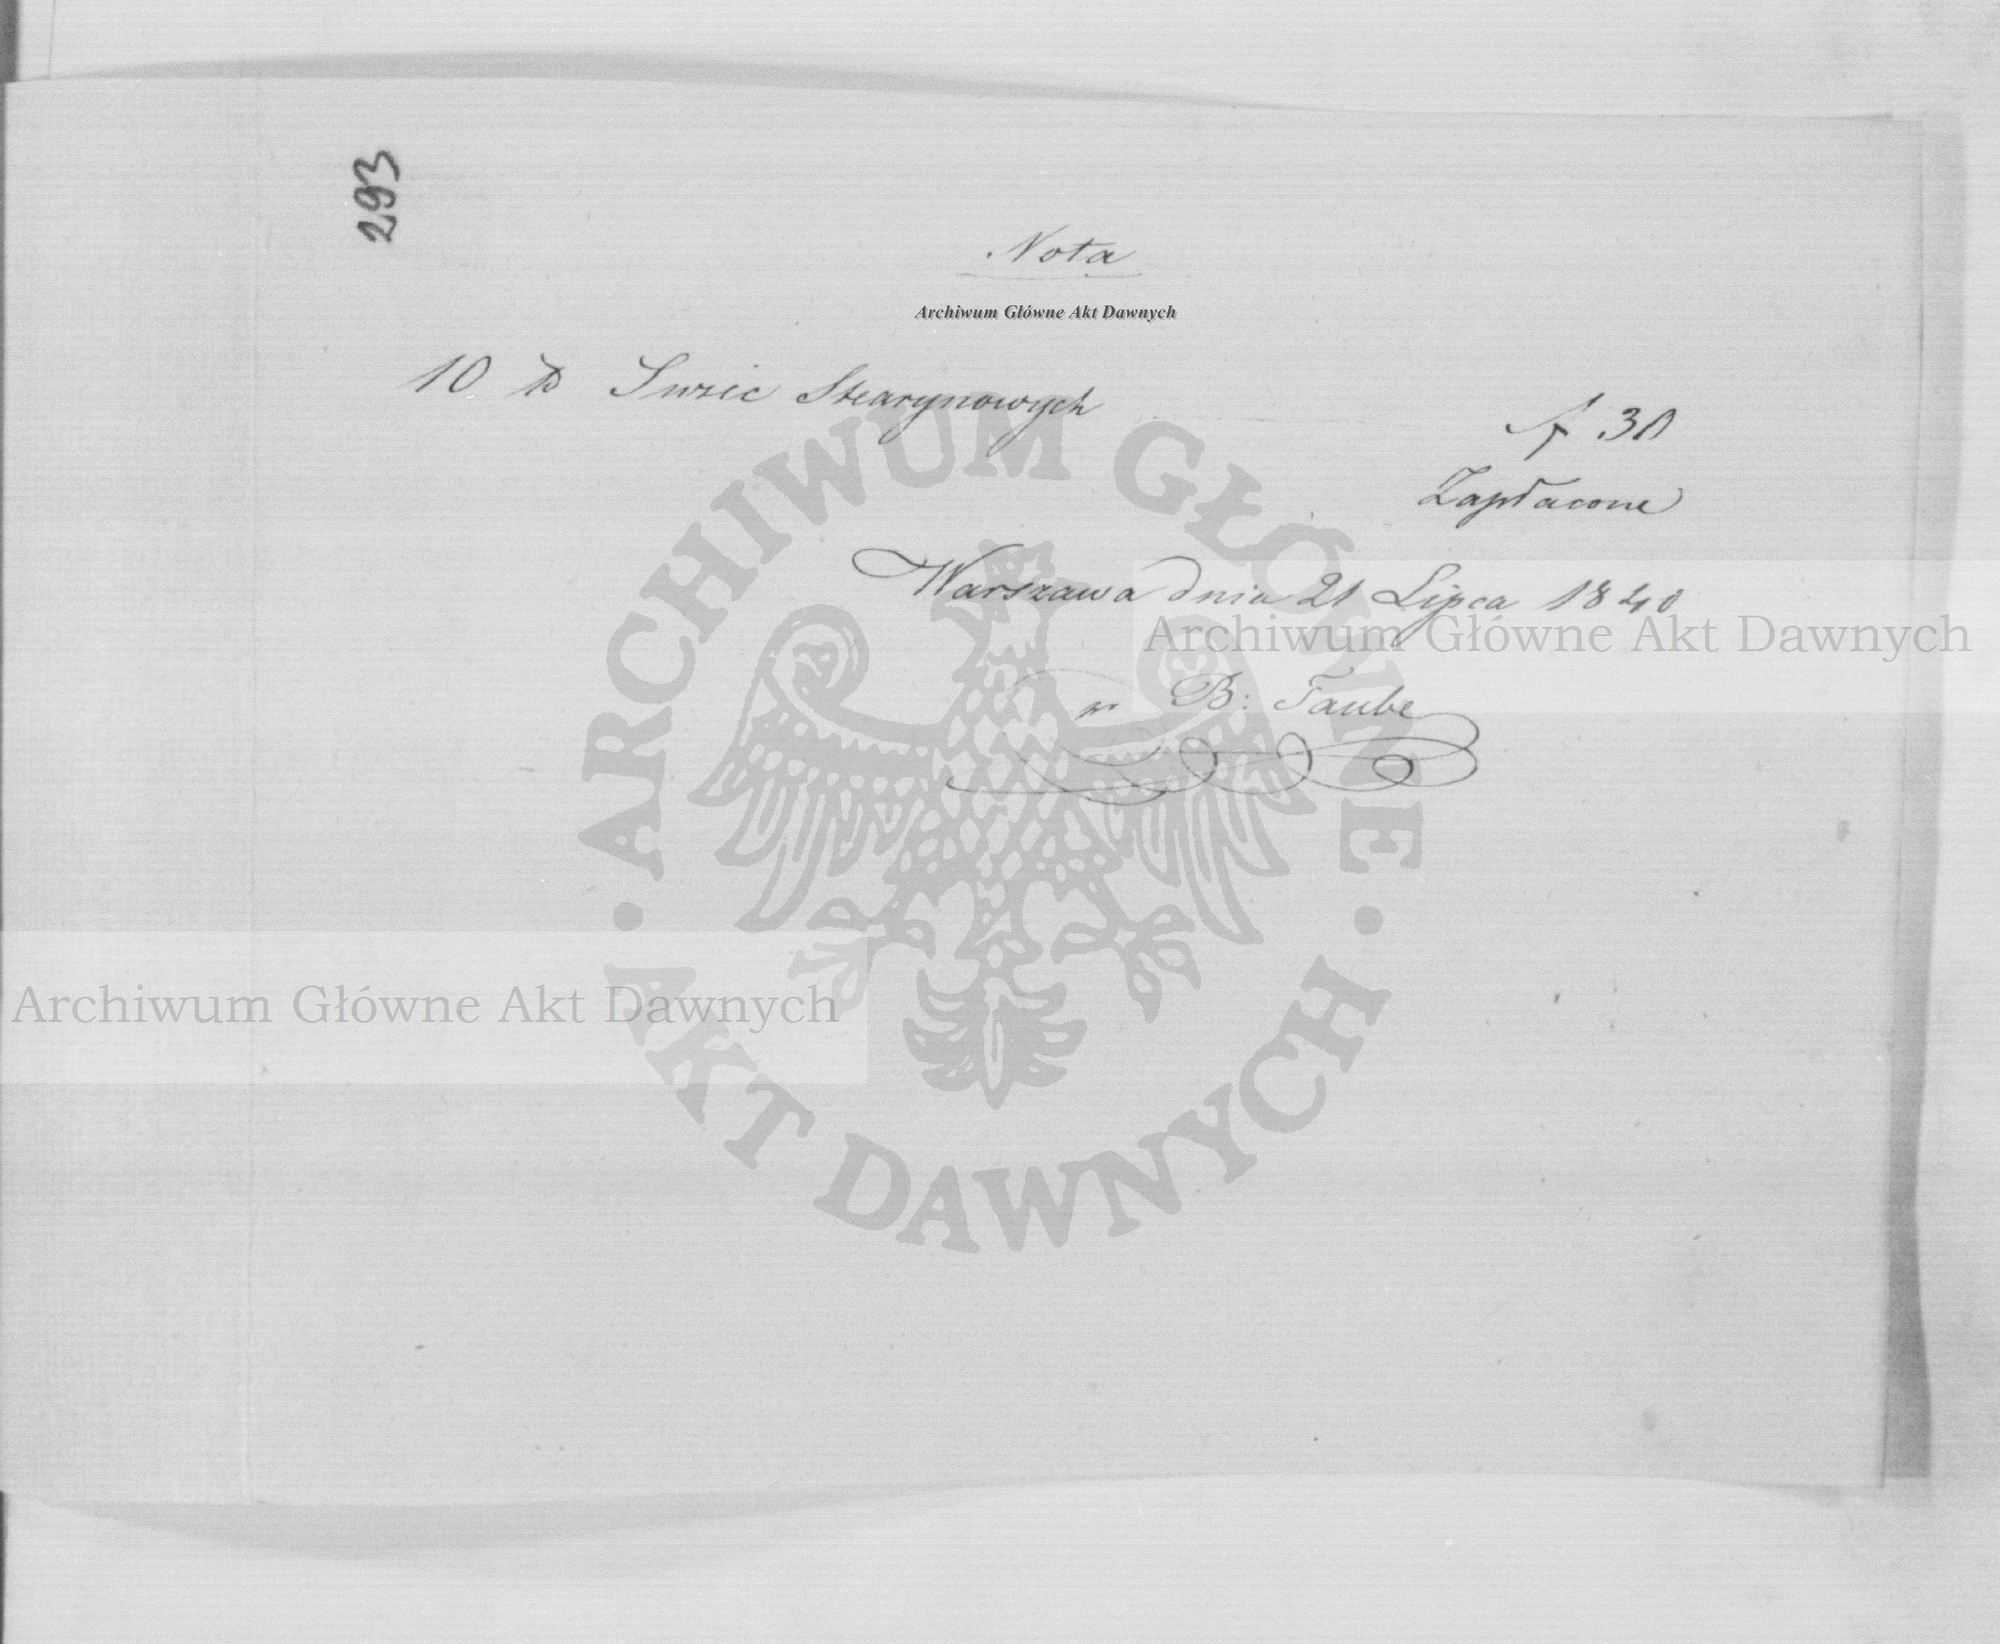 293
Nota
Archiwum Główne Akt Dawnych
10 ℔ Swiec Stearynowych
f 30
Zapłacone
Warszawa dnia 21 Lipca 1840
Archiwum Główne Akt Dawnych
B: Taube
Archiwum Główne Akt Dawnych
ARCHIWUM GŁÓWNE
AKT DAWNYCH